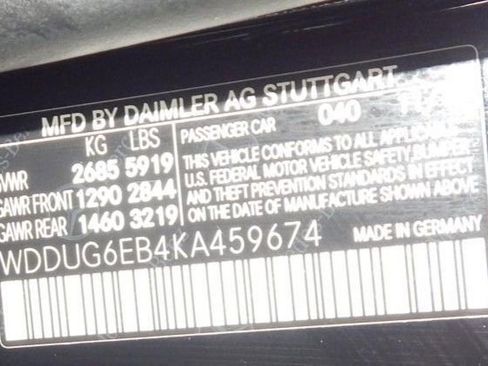 MFD BY DAIMLER AG STUTTGART
KG LBS
GVWR 2685 5919
GAWR FRONT 1290 2844
GAWR REAR 1460 3219
PASSENGER CAR 040
THIS VEHICLE CONFORMS TO ALL APPLICABLE
U.S. FEDERAL MOTOR VEHICLE SAFETY BUMPER
AND THEFT PREVENTION STANDARDS IN EFFECT
ON THE DATE OF MANUFACTURE SHOWN ABOVE
WDDUG6EB4KA459674
MADE IN GERMANY